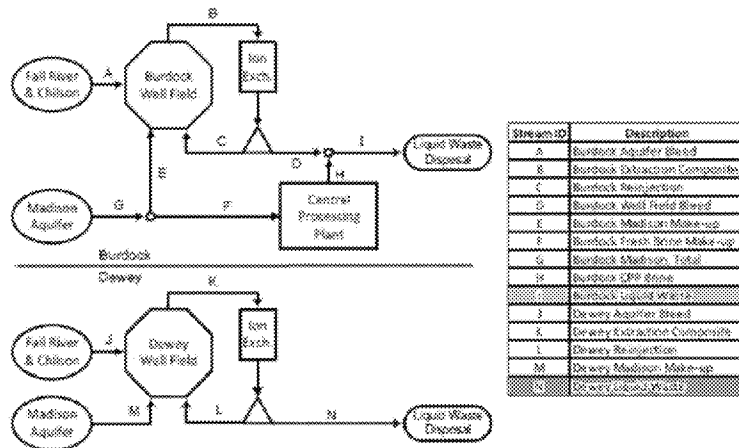 B
Fall River
& Chilson
A
Burdock
Well Field
Ion
Exch.
C
D
I
Liquid Waste
Disposal
E
H
Madison
Aquifer
G
F
Central
Processing
Plant
Burdock
Dewey
K
Fall River
& Chilson
J
Dewey
Well Field
Ion
Exch.
Madison
Aquifer
M
L
N
Liquid Waste
Disposal
Stream ID Description
A Burdock Aquifer Bleed
B Burdock Extraction Composite
C Burdock Reinjection
D Burdock Well Field Bleed
E Burdock Madison Make-up
F Burdock Fresh Brine Make-up
G Burdock Madison, Total
H Burdock CPP Brine
I Burdock Liquid Waste
J Dewey Aquifer Bleed
K Dewey Extraction Composite
L Dewey Reinjection
M Dewey Madison Make-up
N Dewey Liquid Waste